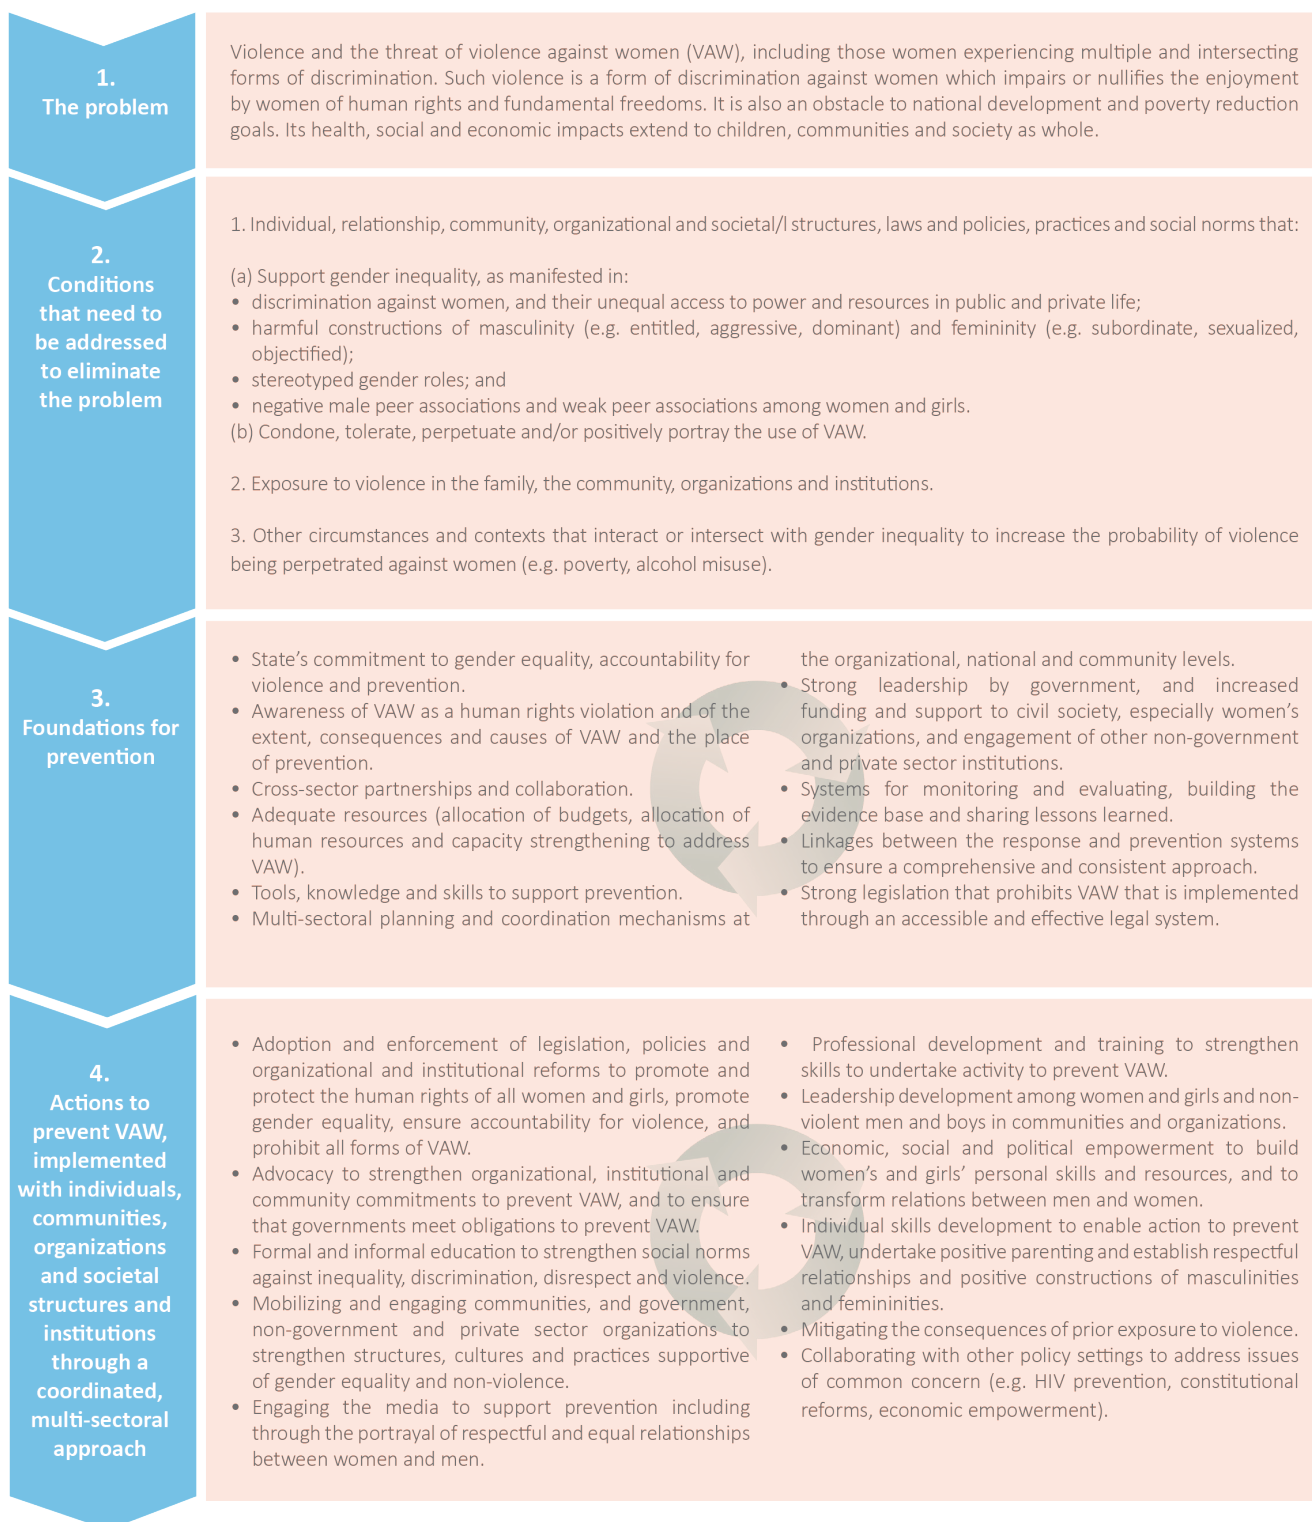 1.
The problem
Violence and the threat of violence against women (VAW), including those women experiencing multiple and intersecting
forms of discrimination. Such violence is a form of discrimination against women which impairs or nullifies the enjoyment
by women of human rights and fundamental freedoms. It is also an obstacle to national development and poverty reduction
goals. Its health, social and economic impacts extend to children, communities and society as whole.
2.
Conditions
that need to
be addressed
to eliminate
the problem
1. Individual, relationship, community, organizational and societal/l structures, laws and policies, practices and social norms that:
(a) Support gender inequality, as manifested in:
• discrimination against women, and their unequal access to power and resources in public and private life;
• harmful constructions of masculinity (e.g. entitled, aggressive, dominant) and femininity (e.g. subordinate, sexualized,
objectified);
• stereotyped gender roles; and
• negative male peer associations and weak peer associations among women and girls.
(b) Condone, tolerate, perpetuate and/or positively portray the use of VAW.
2. Exposure to violence in the family, the community, organizations and institutions.
3. Other circumstances and contexts that interact or intersect with gender inequality to increase the probability of violence
being perpetrated against women (e.g. poverty, alcohol misuse).
3.
Foundations for
prevention
• State's commitment to gender equality, accountability for
violence and prevention.
• Awareness of VAW as a human rights violation and of the
extent, consequences and causes of VAW and the place
of prevention.
• Cross-sector partnerships and collaboration.
• Adequate resources (allocation of budgets, allocation of
human resources and capacity strengthening to address
VAW).
• Tools, knowledge and skills to support prevention.
• Multi-sectoral planning and coordination mechanisms at
the organizational, national and community levels.
• Strong leadership by government, and increased
funding and support to civil society, especially women's
organizations, and engagement of other non-government
and private sector institutions.
• Systems for monitoring and evaluating, building the
evidence base and sharing lessons learned.
• Linkages between the response and prevention systems
to ensure a comprehensive and consistent approach.
• Strong legislation that prohibits VAW that is implemented
through an accessible and effective legal system.
4.
Actions to
prevent VAW,
implemented
with individuals,
communities,
organizations
and societal
structures and
institutions
through a
coordinated,
multi-sectoral
approach
• Adoption and enforcement of legislation, policies and
organizational and institutional reforms to promote and
protect the human rights of all women and girls, promote
gender equality, ensure accountability for violence, and
prohibit all forms of VAW.
• Advocacy to strengthen organizational, institutional and
community commitments to prevent VAW, and to ensure
that governments meet obligations to prevent VAW.
• Formal and informal education to strengthen social norms
against inequality, discrimination, disrespect and violence.
• Mobilizing and engaging communities, and government,
non-government and private sector organizations to
strengthen structures, cultures and practices supportive
of gender equality and non-violence.
• Engaging the media to support prevention including
through the portrayal of respectful and equal relationships
between women and men.
• Professional development and training to strengthen
skills to undertake activity to prevent VAW.
• Leadership development among women and girls and non-
violent men and boys in communities and organizations.
• Economic, social and political empowerment to build
women's and girls' personal skills and resources, and to
transform relations between men and women.
• Individual skills development to enable action to prevent
VAW, undertake positive parenting and establish respectful
relationships and positive constructions of masculinities
and femininities.
• Mitigating the consequences of prior exposure to violence.
• Collaborating with other policy settings to address issues
of common concern (e.g. HIV prevention, constitutional
reforms, economic empowerment).